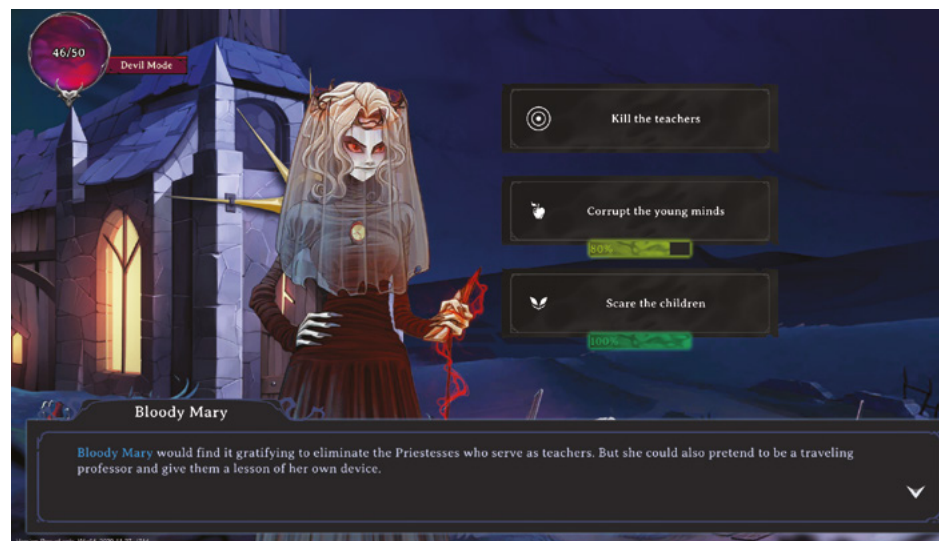 46/50
Devil Mode
Kill the teachers
Corrupt the young minds
80%
Scare the children
100%
Bloody Mary
Bloody Mary would find it gratifying to eliminate the Priestesses who serve as teachers. But she could also pretend to be a traveling
professor and give them a lesson of her own device.